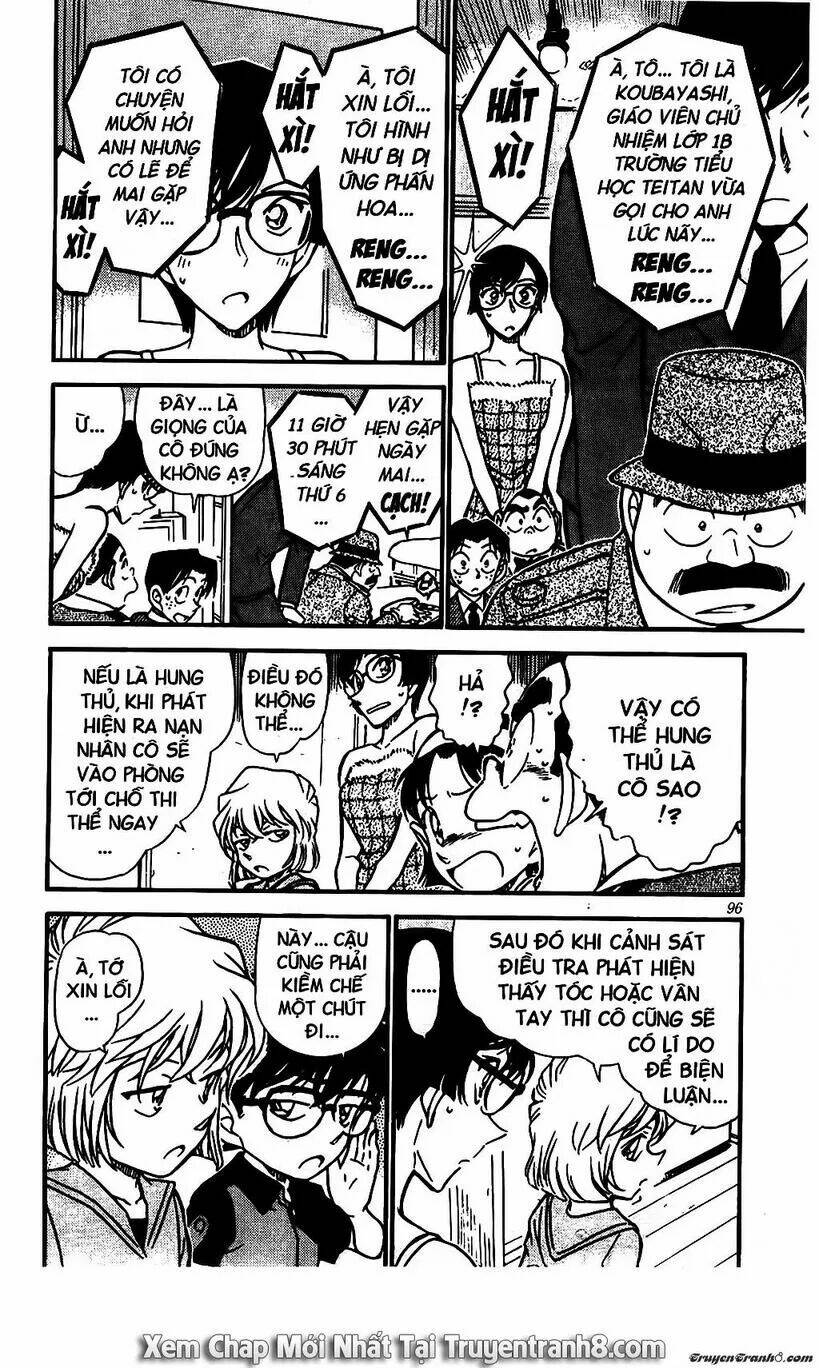 À, TÔ... TÔI LÀ
KOUBAYASHI,
GIÁO VIÊN CHỦ
NHIỆM LỚP 1B
TRƯỜNG TIỂU
HỌC TEITAN VỪA
GỌI CHO ANH
LÚC NÃY...
RENG...
RENG...
HẮT
XÌ!
À, TÔI
XIN LỖI...
TÔI HÌNH
NHƯ BỊ DỊ
ỨNG PHẤN
HOA...
RENG...
RENG...
HẮT
XÌ!
TÔI CÓ
CHUYỆN
MUỐN HỎI
ANH NHƯNG
CÓ LẼ ĐỂ
MAI GẶP
VẬY...
HẮT
XÌ!
VẬY
HẸN GẶP
NGÀY
MAI...
CẠCH!
11 GIỜ
30 PHÚT
SÁNG
THỨ 6
...
ĐÂY... LÀ
GIỌNG CỦA
CÔ ĐÚNG
KHÔNG Ạ?
Ừ...
VẬY CÓ
THỂ HUNG
THỦ LÀ
CÔ SAO
!?
HẢ
!?
ĐIỀU ĐÓ
KHÔNG
THỂ...
NẾU LÀ HUNG
THỦ, KHI PHÁT
HIỆN RA NẠN
NHÂN CÔ SẼ
VÀO PHÒNG
TỚI CHỖ THI
THỂ NGAY
...
96
SAU ĐÓ KHI CẢNH SÁT
ĐIỀU TRA PHÁT HIỆN
THẤY TÓC HOẶC VÂN
TAY THÌ CÔ CŨNG SẼ
CÓ LÍ DO
ĐỂ BIỆN
LUẬN...
......
NÀY... CẬU
CŨNG PHẢI
KIỀM CHẾ
MỘT CHÚT
ĐI...
À, TỚ
XIN LỖI
...
Xem Chap Mới Nhất Tại Truyentranh8.com
TruyenTranh8.com